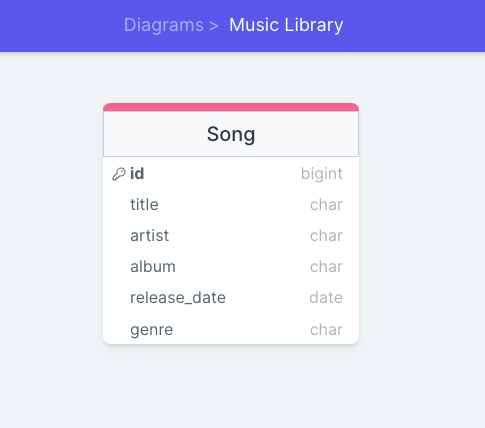 Diagrams > Music Library
Song
id bigint
title char
artist char
album char
release_date date
genre char